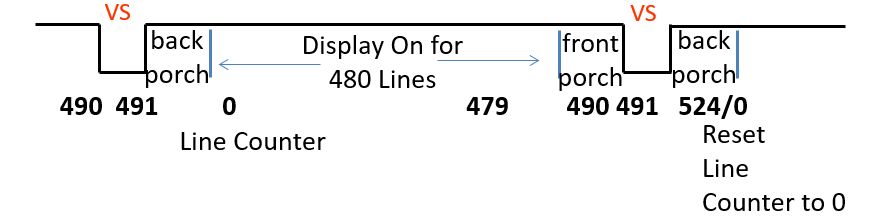 VS
VS
back
porch
Display On for
480 Lines
front
porch
back
porch
490 491 0 479 490 491 524/0
Line Counter
Reset
Line
Counter to 0